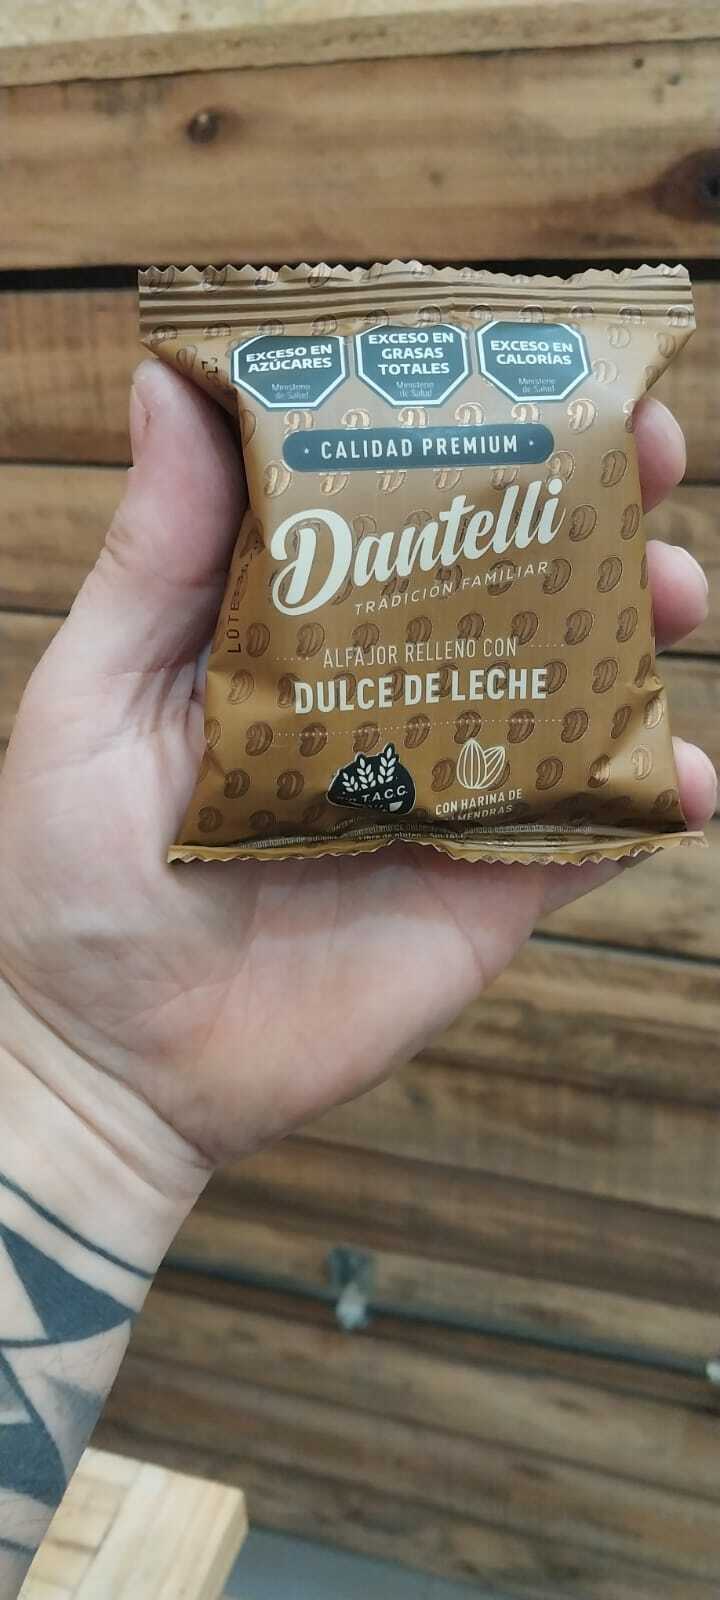 EXCESO EN
AZÚCARES
Ministerio
de Salud
EXCESO EN
GRASAS
TOTALES
Ministerio
de Salud
EXCESO EN
CALORÍAS
Ministerio
de Salud
· CALIDAD PREMIUM ·
Dantelli
TRADICIÓN FAMILIAR
ALFAJOR RELLENO CON
DULCE DE LECHE
T.A.C.C.
CON HARINA DE
LOTE